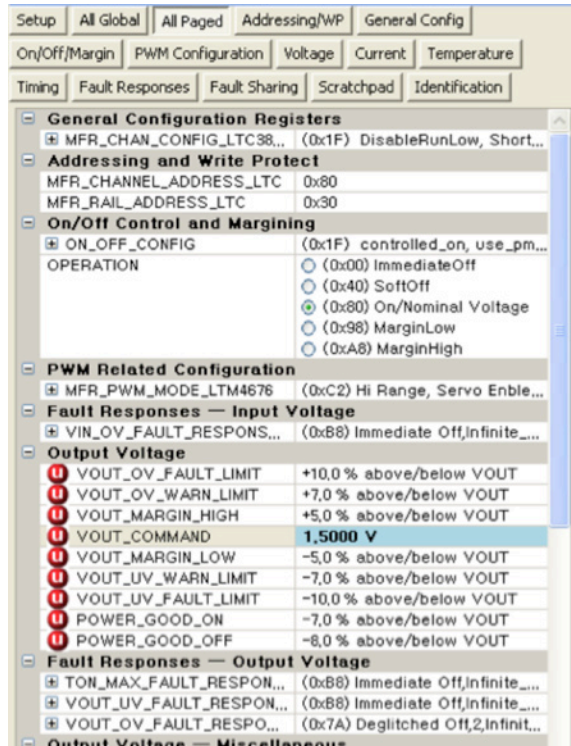 Setup All Global All Paged Addressing/WP General Config
On/Off/Margin PWM Configuration Voltage Current Temperature
Timing Fault Responses Fault Sharing Scratchpad Identification
General Configuration Registers
MFR_CHAN_CONFIG_LTC38... (0x1F) DisableRunLow, Short...
Addressing and Write Protect
MFR_CHANNEL_ADDRESS_LTC 0x80
MFR_RAIL_ADDRESS_LTC 0x30
On/Off Control and Margining
ON_OFF_CONFIG (0x1F) controlled_on, use_pm...
OPERATION (0x00) ImmediateOff
(0x40) SoftOff
(0x80) On/Nominal Voltage
(0x98) MarginLow
(0xA8) MarginHigh
PWM Related Configuration
MFR_PWM_MODE_LTM4676 (0xC2) Hi Range, Servo Enble...
Fault Responses — Input Voltage
VIN_OV_FAULT_RESPONS... (0xB8) Immediate Off,Infinite_...
Output Voltage
U VOUT_OV_FAULT_LIMIT +10,0 % above/below VOUT
U VOUT_OV_WARN_LIMIT +7,0 % above/below VOUT
U VOUT_MARGIN_HIGH +5,0 % above/below VOUT
U VOUT_COMMAND 1,5000 V
U VOUT_MARGIN_LOW -5,0 % above/below VOUT
U VOUT_UV_WARN_LIMIT -7,0 % above/below VOUT
U VOUT_UV_FAULT_LIMIT -10,0 % above/below VOUT
U POWER_GOOD_ON -7,0 % above/below VOUT
U POWER_GOOD_OFF -8,0 % above/below VOUT
Fault Responses — Output Voltage
TON_MAX_FAULT_RESPON... (0xB8) Immediate Off,Infinite_...
VOUT_UV_FAULT_RESPON... (0xB8) Immediate Off,Infinite_...
VOUT_OV_FAULT_RESPO... (0x7A) Deglitched Off,2,Infinit...
Output Voltage — Miscellaneous